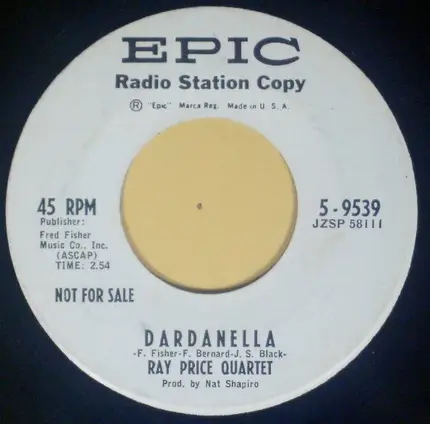 EPIC
Radio Station Copy
® "Epic" Marca Reg. Made in U. S. A.
45 RPM
Publisher:
Fred Fisher
Music Co., Inc.
(ASCAP)
TIME: 2.54
NOT FOR SALE
5-9539
JZSP 58111
DARDANELLA
-F. Fisher-F. Bernard-J. S. Black-
RAY PRICE QUARTET
Prod. by Nat Shapiro